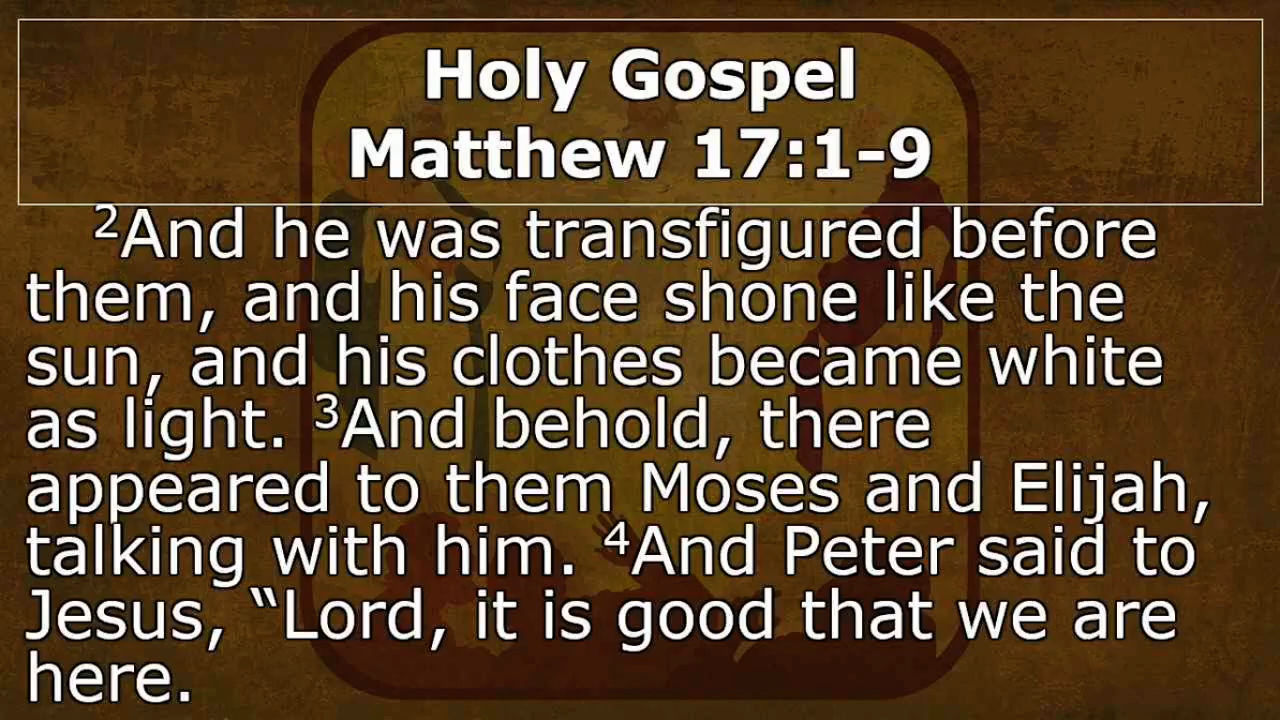 Holy Gospel
Matthew 17:1-9
²And he was transfigured before
them, and his face shone like the
sun, and his clothes became white
as light. ³And behold, there
appeared to them Moses and Elijah,
talking with him. ⁴And Peter said to
Jesus, “Lord, it is good that we are
here.